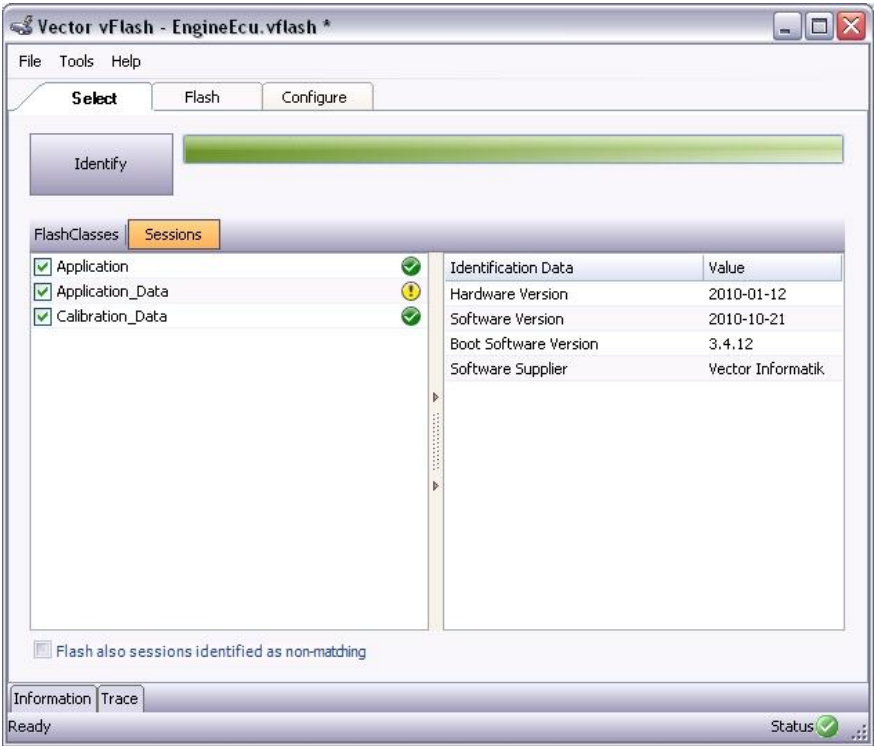 Vector vFlash - EngineEcu.vflash *
File Tools Help
Select Flash Configure
Identify
FlashClasses Sessions
Application
Application_Data
Calibration_Data
Identification Data Value
Hardware Version 2010-01-12
Software Version 2010-10-21
Boot Software Version 3.4.12
Software Supplier Vector Informatik
Flash also sessions identified as non-matching
Information Trace
Ready Status